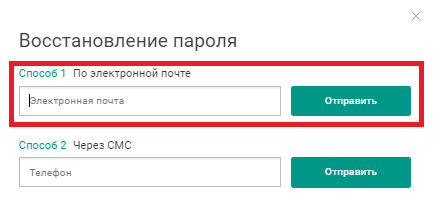 Восстановление пароля
Способ 1 По электронной почте
Электронная почта
Отправить
Способ 2 Через СМС
Телефон
Отправить